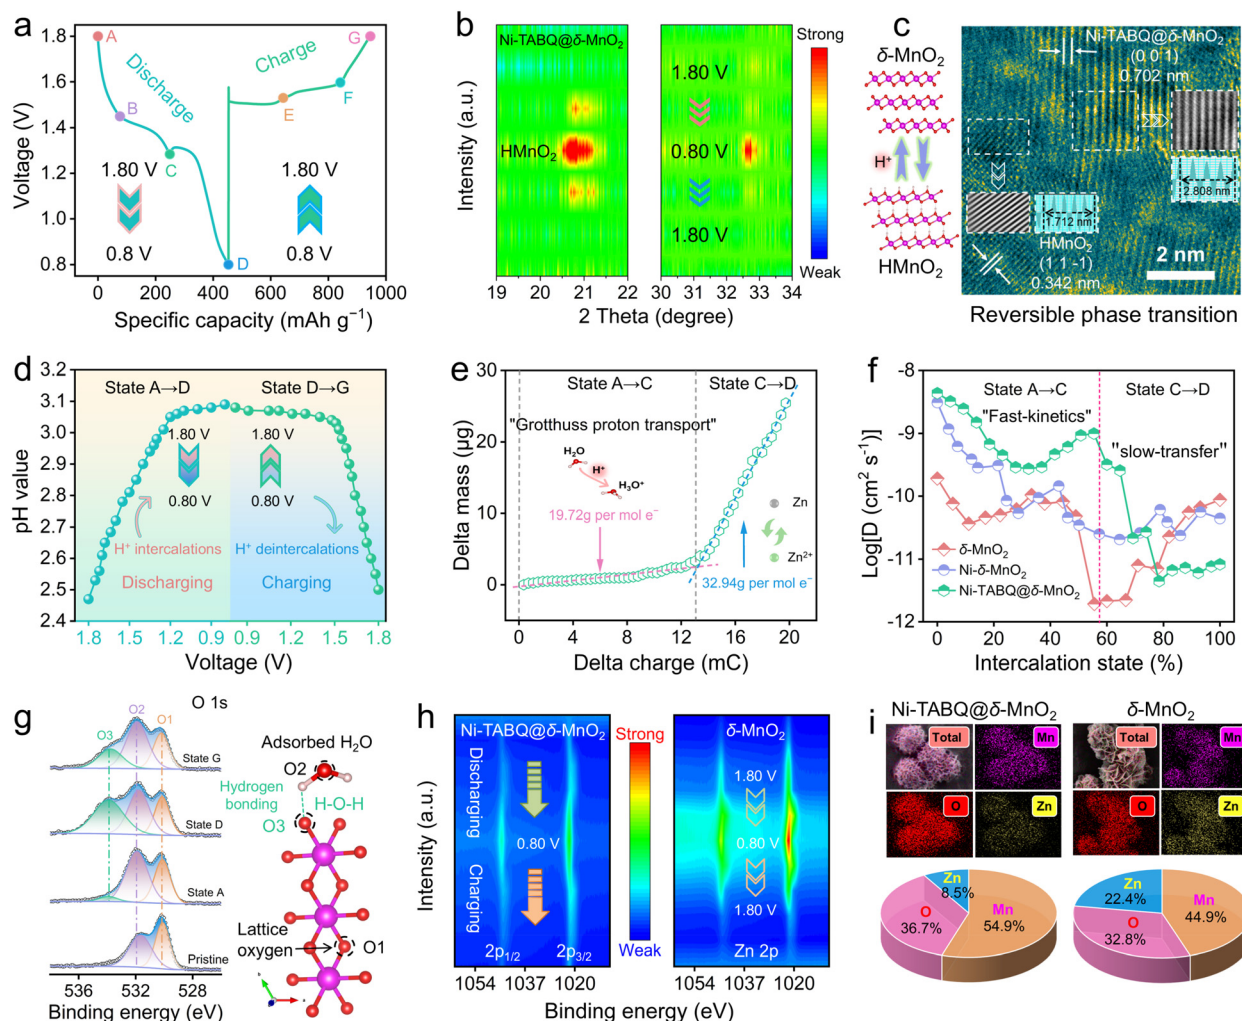 a
Voltage (V)
1.8
1.6
1.4
1.2
1.0
0.8
A
B
C
D
E
F
G
Discharge
Charge
1.80 V
0.8 V
1.80 V
0.8 V
0
200
400
600
800
1000
Specific capacity (mAh g⁻¹)
b
Intensity (a.u.)
Ni-TABQ@δ-MnO₂
HMnO₂
1.80 V
0.80 V
1.80 V
Strong
Weak
19
20
21
22
30
31
32
33
34
2 Theta (degree)
c
δ-MnO₂
H⁺
HMnO₂
Ni-TABQ@δ-MnO₂
(0 0 1)
0.702 nm
2.808 nm
1.712 nm
HMnO₂
(1 1 -1)
0.342 nm
2 nm
Reversible phase transition
d
pH value
3.2
3.1
3.0
2.9
2.8
2.7
2.6
2.5
2.4
State A→D
State D→G
1.80 V
0.80 V
1.80 V
0.80 V
H⁺ intercalations
Discharging
H⁺ deintercalations
Charging
1.8
1.5
1.2
0.9
0.9
1.2
1.5
1.8
Voltage (V)
e
Delta mass (μg)
30
20
10
0
State A→C
State C→D
"Grotthuss proton transport"
H₂O
H⁺
H₃O⁺
19.72g per mol e⁻
Zn
Zn²⁺
32.94g per mol e⁻
0
4
8
12
16
20
Delta charge (mC)
f
Log[D (cm² s⁻¹)]
-8
-9
-10
-11
-12
State A→C
State C→D
"Fast-kinetics"
"slow-transfer"
δ-MnO₂
Ni-δ-MnO₂
Ni-TABQ@δ-MnO₂
0
20
40
60
80
100
Intercalation state (%)
g
O 1s
O3
O2
O1
State G
State D
State A
Pristine
536
532
528
Binding energy (eV)
Adsorbed H₂O
O2
Hydrogen
bonding
H-O-H
O3
Lattice
oxygen
O1
h
Intensity (a.u.)
Ni-TABQ@δ-MnO₂
Discharging
0.80 V
Charging
2p₁/₂
2p₃/₂
Strong
Weak
δ-MnO₂
1.80 V
0.80 V
1.80 V
Zn 2p
1054
1037
1020
1054
1037
1020
Binding energy (eV)
i
Ni-TABQ@δ-MnO₂
Total
Mn
O
Zn
Zn
8.5%
O
36.7%
Mn
54.9%
δ-MnO₂
Total
Mn
O
Zn
Zn
22.4%
O
32.8%
Mn
44.9%